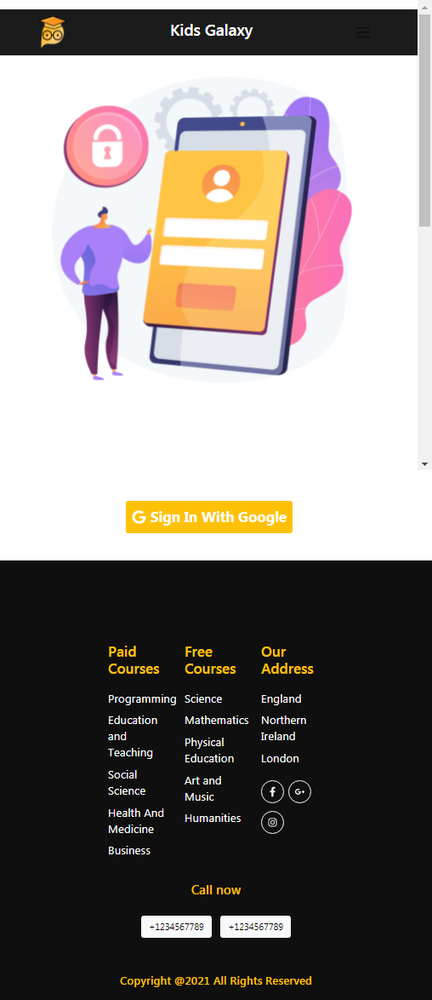 Kids Galaxy
G Sign In With Google
Paid Courses
Programming
Education and Teaching
Social Science
Health And Medicine
Business
Free Courses
Science
Mathematics
Physical Education
Art and Music
Humanities
Our Address
England
Northern Ireland
London
Call now
+1234567789
+1234567789
Copyright @2021 All Rights Reserved